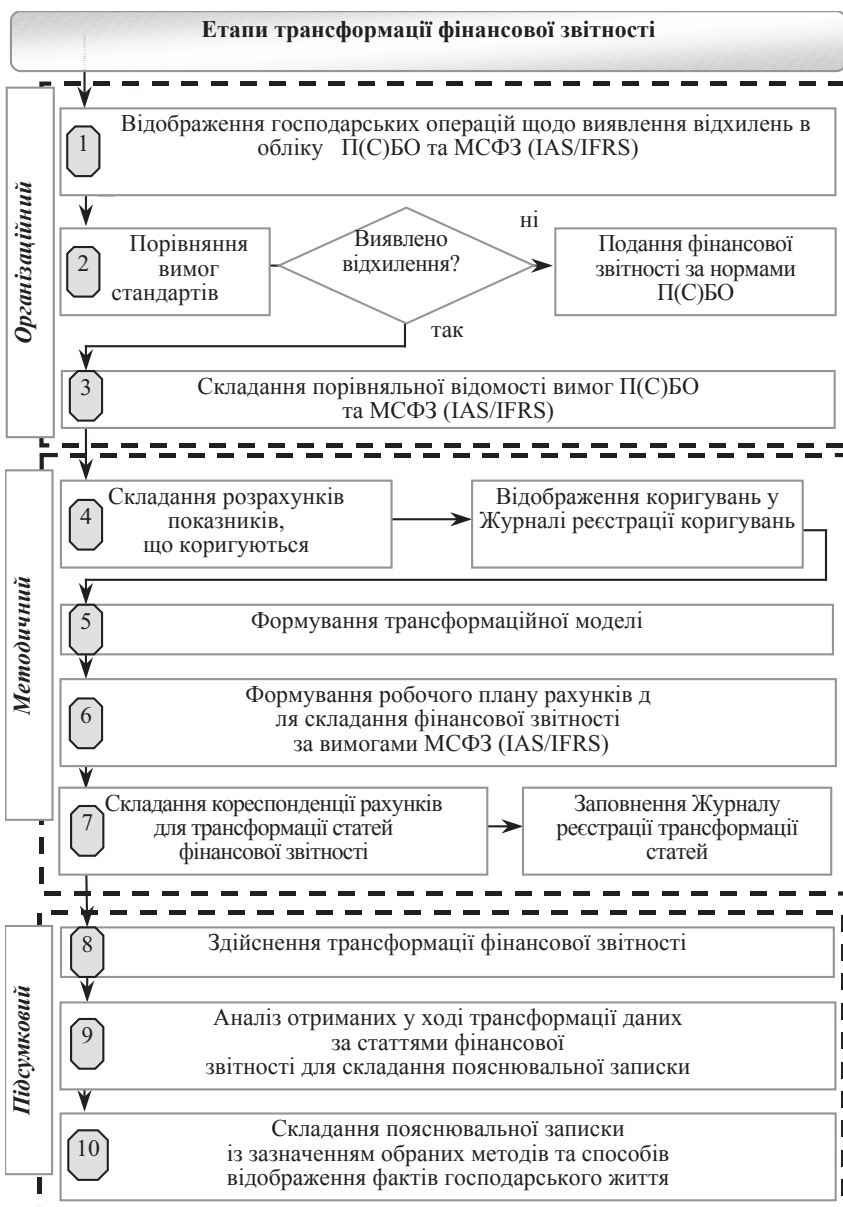 Етапи трансформації фінансової звітності
Організаційний
1
Відображення господарських операцій щодо виявлення відхилень в
обліку П(С)БО та МСФЗ (IAS/IFRS)
2
Порівняння
вимог
стандартів
Виявлено
відхилення?
ні
Подання фінансової
звітності за нормами
П(С)БО
так
3
Складання порівняльної відомості вимог П(С)БО
та МСФЗ (IAS/IFRS)
Методичний
4
Складання розрахунків
показників,
що коригуються
Відображення коригувань у
Журналі реєстрації коригувань
5
Формування трансформаційної моделі
6
Формування робочого плану рахунків д
ля складання фінансової звітності
за вимогами МСФЗ (IAS/IFRS)
7
Складання кореспонденції рахунків
для трансформації статей
фінансової звітності
Заповнення Журналу
реєстрації трансформації
статей
Підсумковий
8
Здійснення трансформації фінансової звітності
9
Аналіз отриманих у ході трансформації даних
за статтями фінансової
звітності для складання пояснювальної записки
10
Складання пояснювальної записки
із зазначенням обраних методів та способів
відображення фактів господарського життя